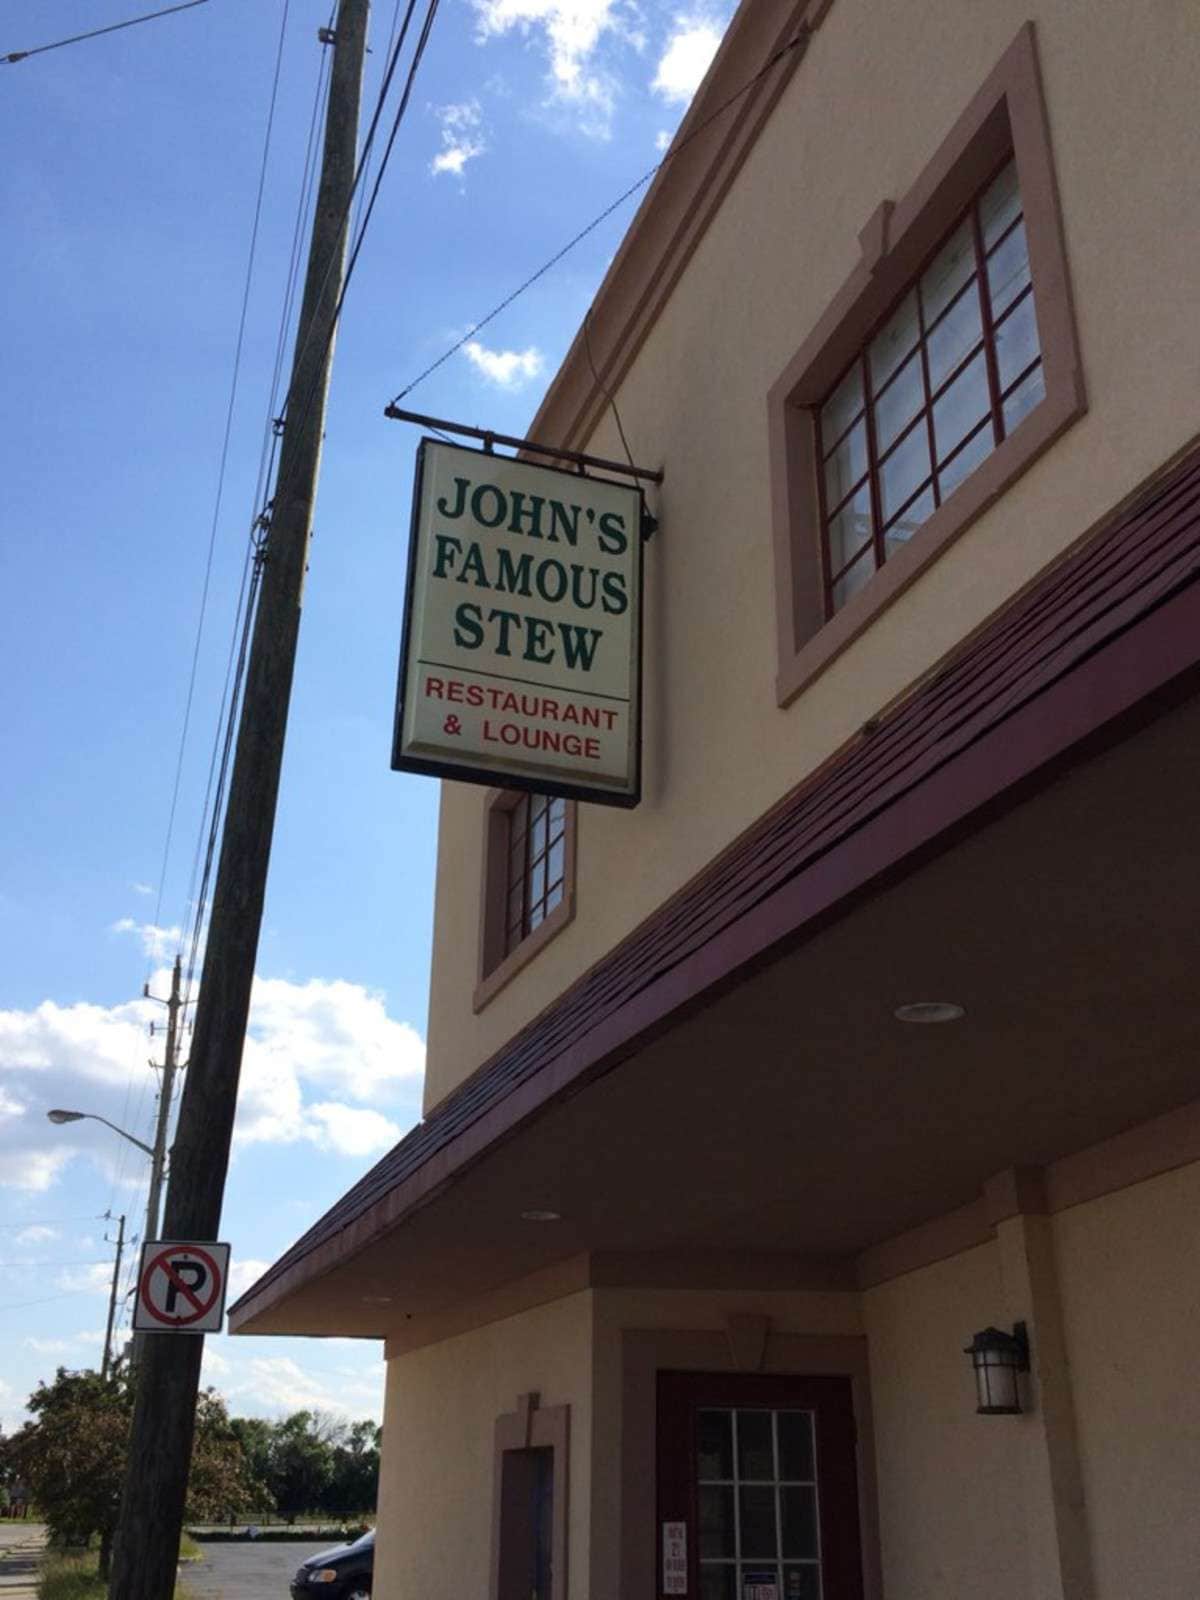 JOHN'S
FAMOUS
STEW
RESTAURANT
& LOUNGE
P